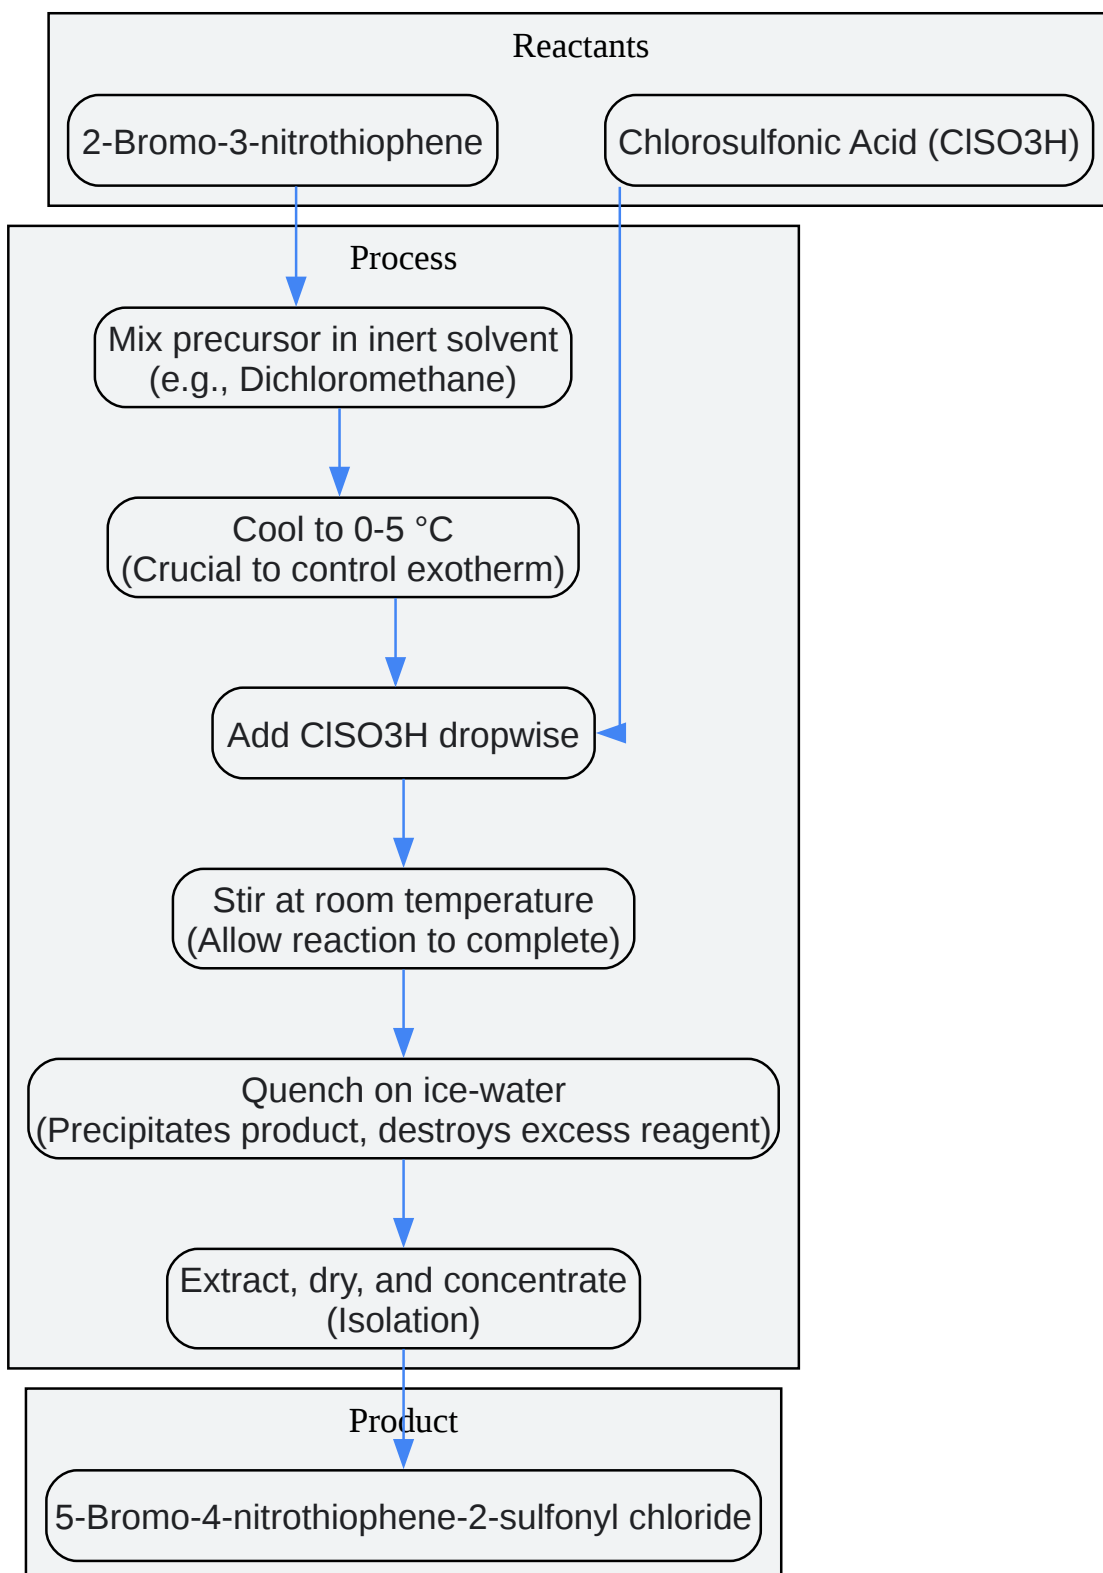 Reactants
2-Bromo-3-nitrothiophene
Chlorosulfonic Acid (ClSO3H)
Process
Mix precursor in inert solvent
(e.g., Dichloromethane)
Cool to 0-5 °C
(Crucial to control exotherm)
Add ClSO3H dropwise
Stir at room temperature
(Allow reaction to complete)
Quench on ice-water
(Precipitates product, destroys excess reagent)
Extract, dry, and concentrate
(Isolation)
Product
5-Bromo-4-nitrothiophene-2-sulfonyl chloride